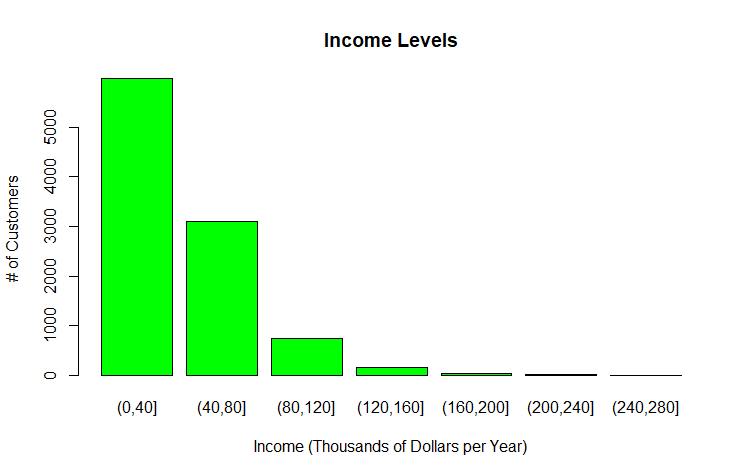 Income Levels
# of Customers
5000
4000
3000
2000
1000
0
(0,40] (40,80] (80,120] (120,160] (160,200] (200,240] (240,280]
Income (Thousands of Dollars per Year)